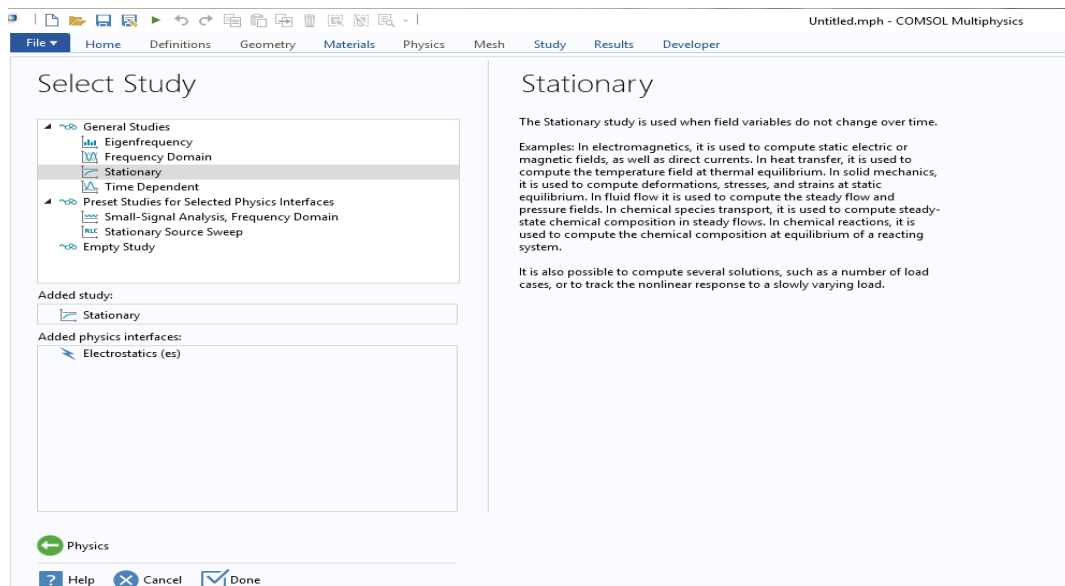 Untitled.mph - COMSOL Multiphysics
File Home Definitions Geometry Materials Physics Mesh Study Results Developer
Select Study
General Studies
Eigenfrequency
Frequency Domain
Stationary
Time Dependent
Preset Studies for Selected Physics Interfaces
Small-Signal Analysis, Frequency Domain
RLC Stationary Source Sweep
Empty Study
Added study:
Stationary
Added physics interfaces:
Electrostatics (es)
Physics
? Help Cancel Done
Stationary
The Stationary study is used when field variables do not change over time.
Examples: In electromagnetics, it is used to compute static electric or
magnetic fields, as well as direct currents. In heat transfer, it is used to
compute the temperature field at thermal equilibrium. In solid mechanics,
it is used to compute deformations, stresses, and strains at static
equilibrium. In fluid flow it is used to compute the steady flow and
pressure fields. In chemical species transport, it is used to compute steady-
state chemical composition in steady flows. In chemical reactions, it is
used to compute the chemical composition at equilibrium of a reacting
system.
It is also possible to compute several solutions, such as a number of load
cases, or to track the nonlinear response to a slowly varying load.